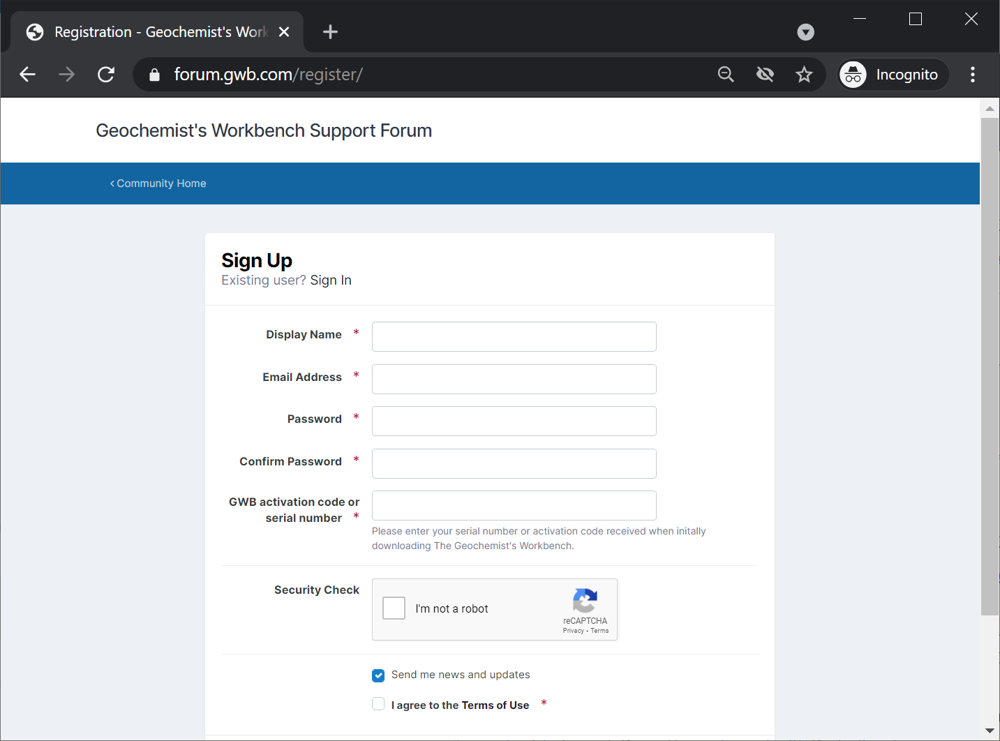 Registration - Geochemist's Work
forum.gwb.com/register/
Incognito
Geochemist's Workbench Support Forum
‹ Community Home
Sign Up
Existing user? Sign In
Display Name *
Email Address *
Password *
Confirm Password *
GWB activation code or
serial number *
Please enter your serial number or activation code received when initally
downloading The Geochemist's Workbench.
Security Check
I'm not a robot
reCAPTCHA
Privacy - Terms
Send me news and updates
I agree to the Terms of Use *